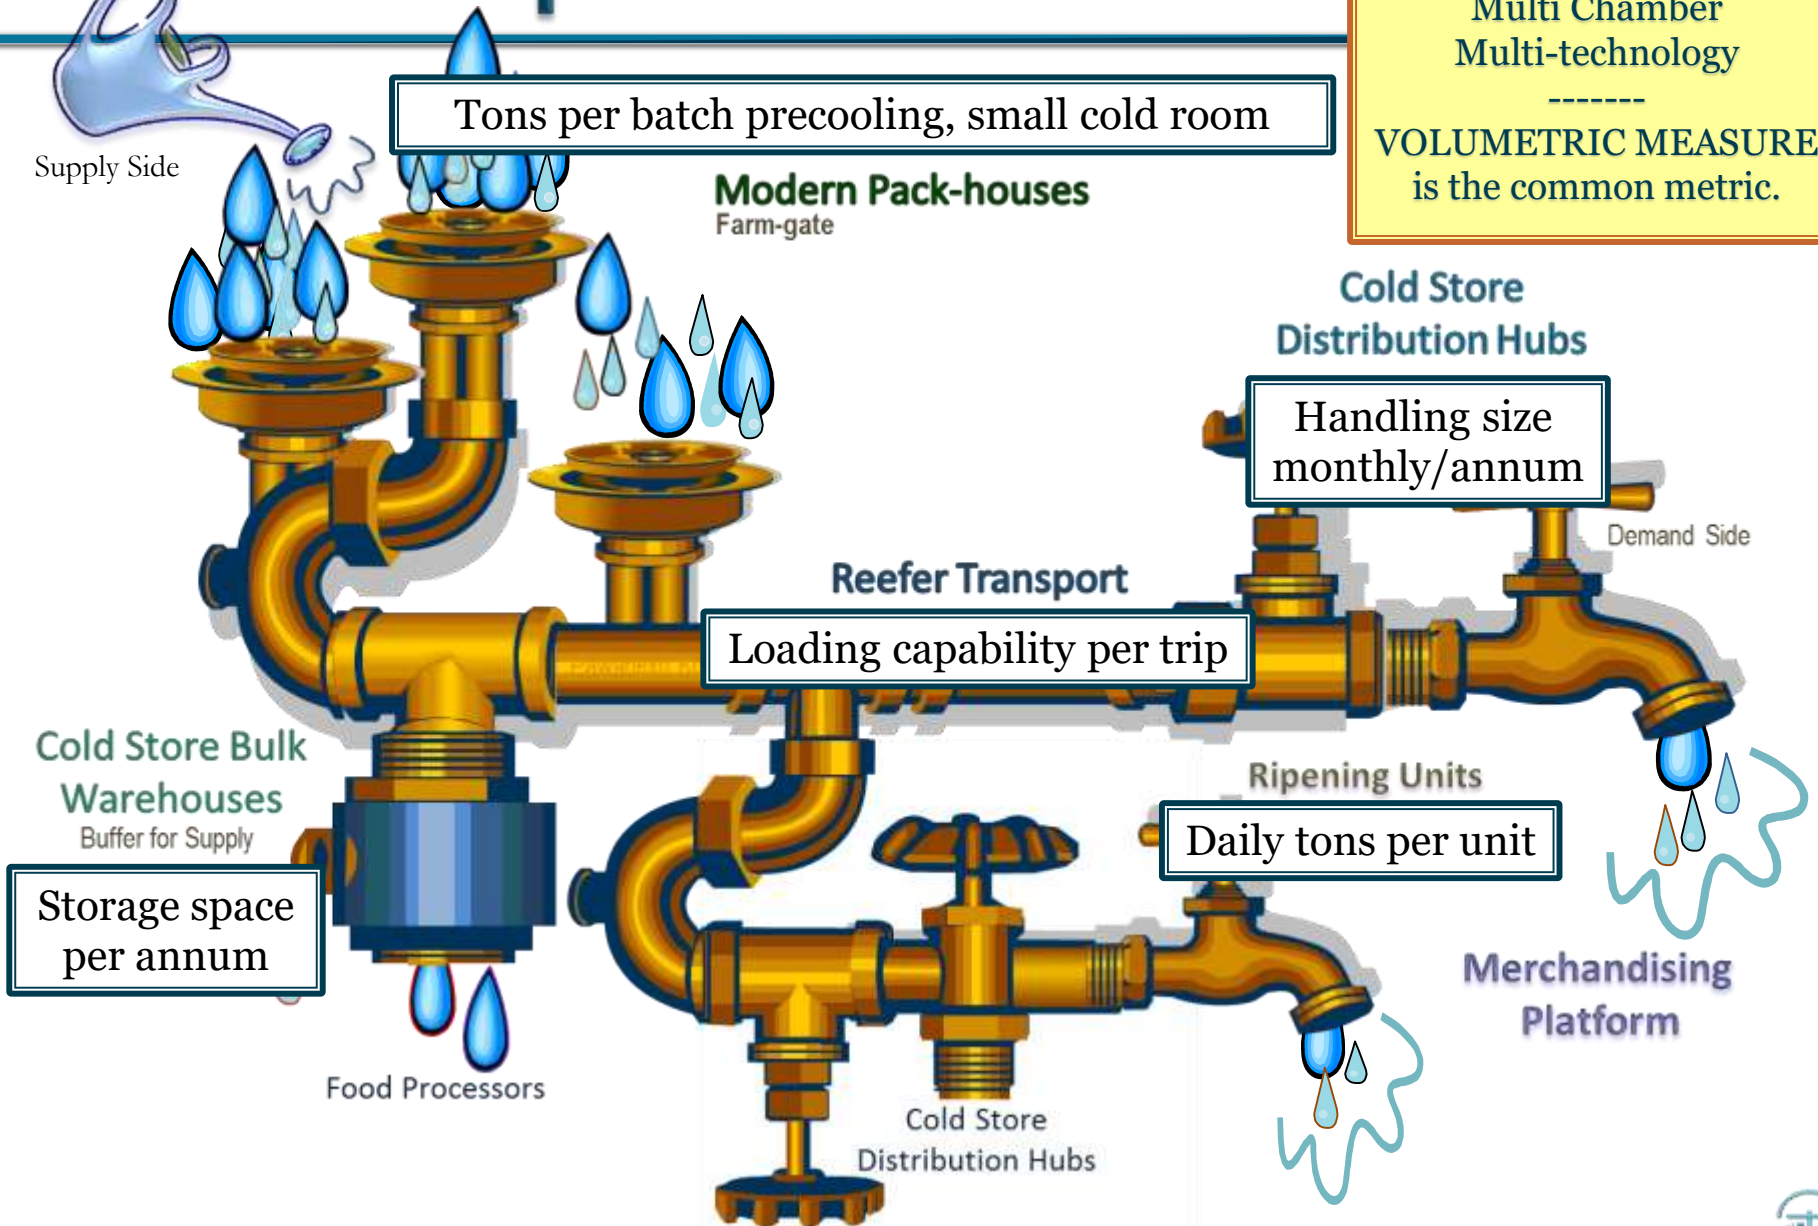 Multi Chamber
Multi-technology
-------
VOLUMETRIC MEASURE
is the common metric.
Tons per batch precooling, small cold room
Supply Side
Modern Pack-houses
Farm-gate
Cold Store
Distribution Hubs
Handling size
monthly/annum
Demand Side
Reefer Transport
Loading capability per trip
Cold Store Bulk
Warehouses
Buffer for Supply
Storage space
per annum
Ripening Units
Daily tons per unit
Merchandising
Platform
Food Processors
Cold Store
Distribution Hubs